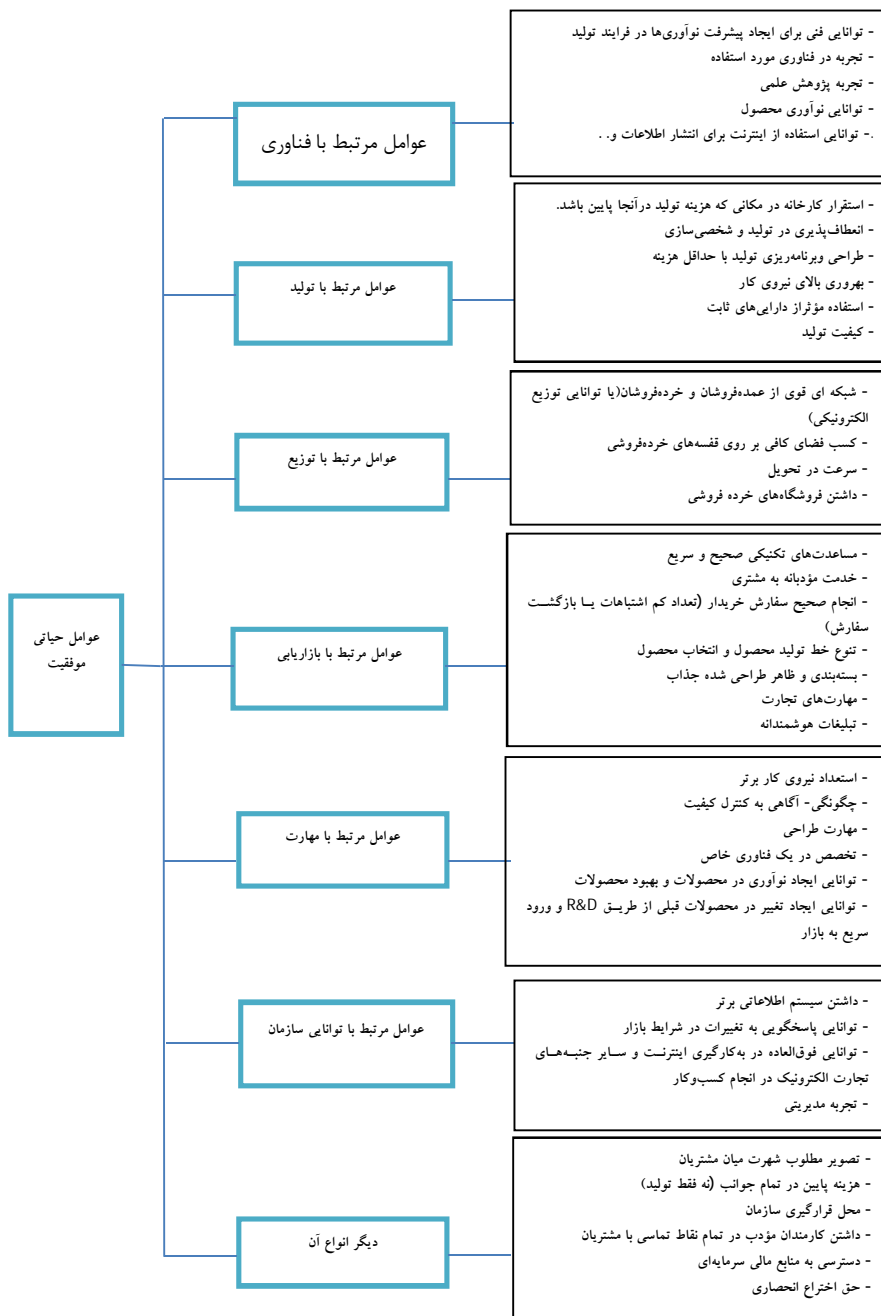 عوامل حیاتی
موفقیت
عوامل مرتبط با فناوری
- توانایی فنی برای ایجاد پیشرفت نوآوری‌ها در فرایند تولید
- تجربه در فناوری مورد استفاده
- تجربه پژوهش علمی
- توانایی نوآوری محصول
.- توانایی استفاده از اینترنت برای انتشار اطلاعات و. .
عوامل مرتبط با تولید
- استقرار کارخانه در مکانی که هزینه تولید درآنجا پایین باشد.
- انعطاف‌پذیری در تولید و شخصی‌سازی
- طراحی وبرنامه‌ریزی تولید با حداقل هزینه
- بهروری بالای نیروی کار
- استفاده مؤثراز دارایی‌های ثابت
- کیفیت تولید
عوامل مرتبط با توزیع
- شبکه ای قوی از عمده‌فروشان و خرده‌فروشان(یا توانایی توزیع
الکترونیکی)
- کسب فضای کافی بر روی قفسه‌های خرده‌فروشی
- سرعت در تحویل
- داشتن فروشگاه‌های خرده فروشی
عوامل مرتبط با بازاریابی
- مساعدت‌های تکنیکی صحیح و سریع
- خدمت مؤدبانه به مشتری
- انجام صحیح سفارش خریدار (تعداد کم اشتباهات یا بازگشت
سفارش)
- تنوع خط تولید محصول و انتخاب محصول
- بسته‌بندی و ظاهر طراحی شده جذاب
- مهارت‌های تجارت
- تبلیغات هوشمندانه
عوامل مرتبط با مهارت
- استعداد نیروی کار برتر
- چگونگی- آگاهی به کنترل کیفیت
- مهارت طراحی
- تخصص در یک فناوری خاص
- توانایی ایجاد نوآوری در محصولات و بهبود محصولات
- توانایی ایجاد تغییر در محصولات قبلی از طریق R&D و ورود
سریع به بازار
عوامل مرتبط با توانایی سازمان
- داشتن سیستم اطلاعاتی برتر
- توانایی پاسخگویی به تغییرات در شرایط بازار
- توانایی فوق‌العاده در به‌کارگیری اینترنت و سایر جنبه‌های
تجارت الکترونیک در انجام کسب‌وکار
- تجربه مدیریتی
دیگر انواع آن
- تصویر مطلوب شهرت میان مشتریان
- هزینه پایین در تمام جوانب (نه فقط تولید)
- محل قرارگیری سازمان
- داشتن کارمندان مؤدب در تمام نقاط تماسی با مشتریان
- دسترسی به منابع مالی سرمایه‌ای
- حق اختراع انحصاری